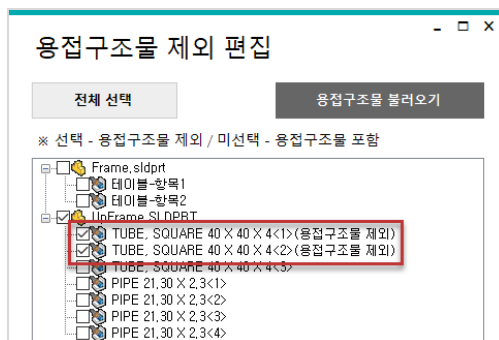 용접구조물 제외 편집
전체 선택
용접구조물 불러오기
※ 선택 - 용접구조물 제외 / 미선택 - 용접구조물 포함
Frame.sldprt
테이블-항목1
테이블-항목2
UpFrame.SLDPRT
TUBE, SQUARE 40 X 40 X 4<1>(용접구조물 제외)
TUBE, SQUARE 40 X 40 X 4<2>(용접구조물 제외)
TUBE, SQUARE 40 X 40 X 4<3>
PIPE 21,30 X 2,3<1>
PIPE 21,30 X 2,3<2>
PIPE 21,30 X 2,3<3>
PIPE 21,30 X 2,3<4>